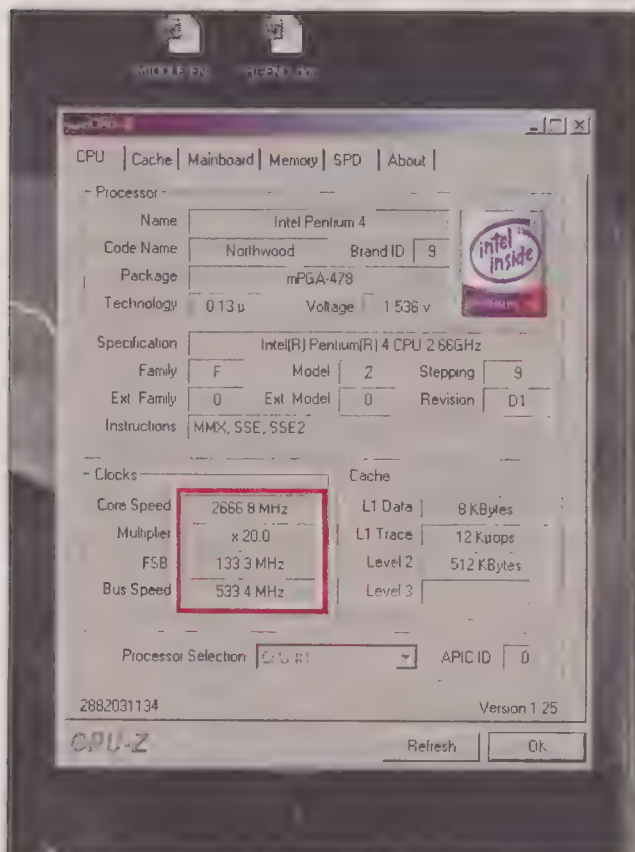 CPU Cache Mainboard Memory SPD About
Processor
Name Intel Pentium 4
Code Name Northwood Brand ID 9
Package mPGA-478
Technology 0.13 µ Voltage 1.536 v
intel inside
Specification Intel(R) Pentium(R) 4 CPU 2.66GHz
Family F Model 2 Stepping 9
Ext. Family 0 Ext. Model 0 Revision D1
Instructions MMX, SSE, SSE2
Clocks Cache
Core Speed 2666.8 MHz L1 Data 8 KBytes
Multiplier x 20.0 L1 Trace 12 Kµops
FSB 133.3 MHz Level 2 512 KBytes
Bus Speed 533.4 MHz Level 3
Processor Selection CPU #1 APIC ID 0
2882031134 Version 1.25
CPU-Z Refresh OK